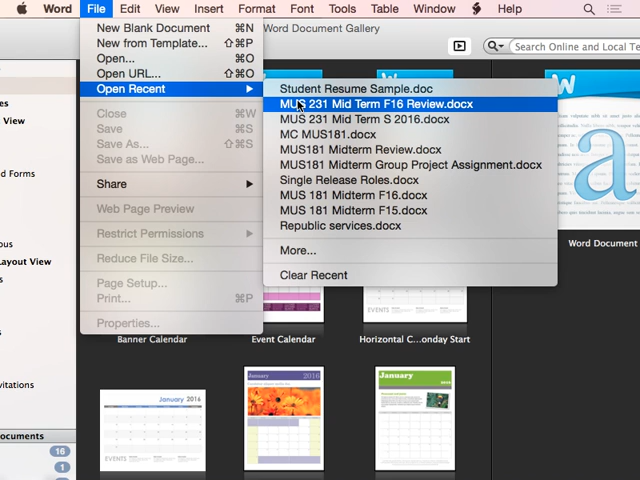 Word File Edit View Insert Format Font Tools Table Window Help
Word Document Gallery
Search Online and Local Te
New Blank Document ⌘N
New from Template... ⇧⌘P
Open... ⌘O
Open URL... ⇧⌘O
Open Recent
Close ⌘W
Save ⌘S
Save As... ⇧⌘S
Save as Web Page...
Share
Web Page Preview
Restrict Permissions
Reduce File Size...
Page Setup...
Print... ⌘P
Properties...
Student Resume Sample.doc
MUS 231 Mid Term F16 Review.docx
MUS 231 Mid Term S 2016.docx
MC MUS181.docx
MUS181 Midterm Review.docx
MUS181 Midterm Group Project Assignment.docx
Single Release Roles.docx
MUS 181 Midterm F16.docx
MUS 181 Midterm F15.docx
Republic services.docx
More...
Clear Recent
es
View
nd Forms
ous
ayout View
s
vitations
ocuments
16
1
W
W
a
Word Document
Banner Calendar
Event Calendar
Horizontal C...onday Start
EVENTS
January 2016
EVENTS
January 2016
January